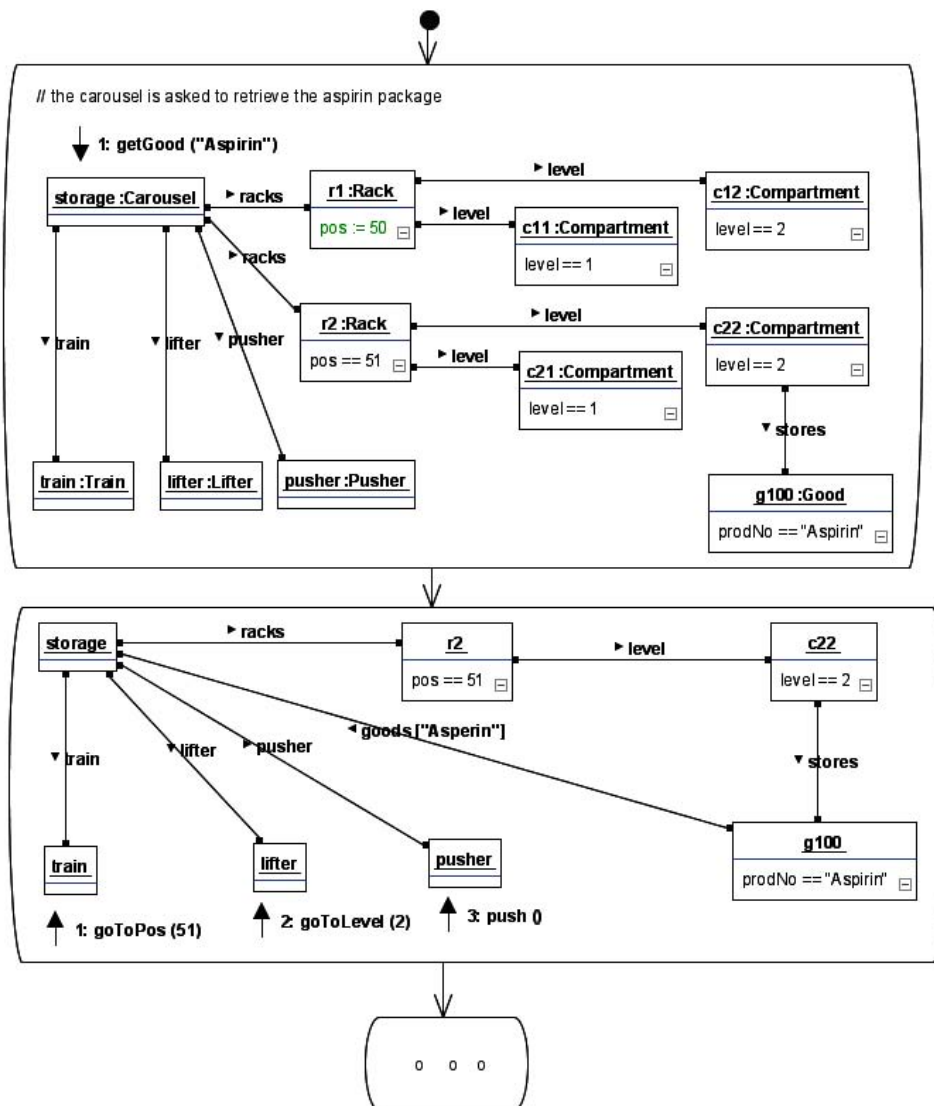 // the carousel is asked to retrieve the aspirin package
1: getGood ("Aspirin")
storage :Carousel
racks
r1 :Rack
pos := 50
level
c12 :Compartment
level == 2
level
c11 :Compartment
level == 1
racks
r2 :Rack
pos == 51
level
c22 :Compartment
level == 2
level
c21 :Compartment
level == 1
train
lifter
pusher
stores
train :Train
lifter :Lifter
pusher :Pusher
g100 :Good
prodNo == "Aspirin"
storage
racks
r2
pos == 51
level
c22
level == 2
goods ["Asperin"]
train
lifter
pusher
stores
train
lifter
pusher
g100
prodNo == "Aspirin"
1: goToPos (51)
2: goToLevel (2)
3: push ()
o o o